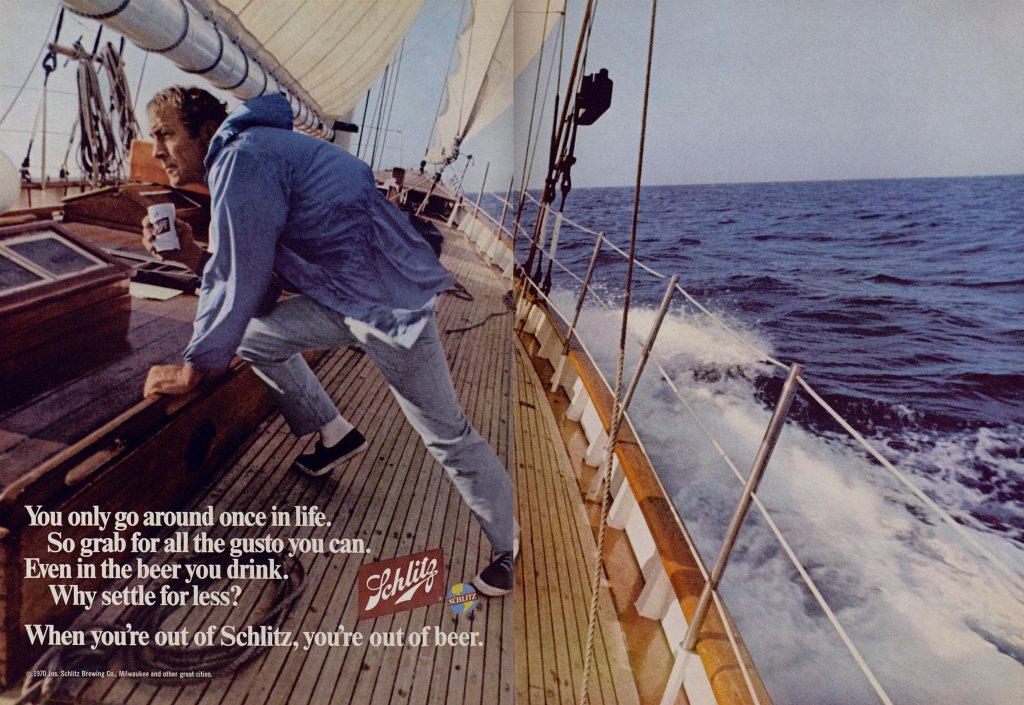 You only go around once in life.
So grab for all the gusto you can.
Even in the beer you drink.
Why settle for less?
Schlitz
SCHLITZ
When you're out of Schlitz, you're out of beer.
© 1970 Jos. Schlitz Brewing Co., Milwaukee and other great cities.